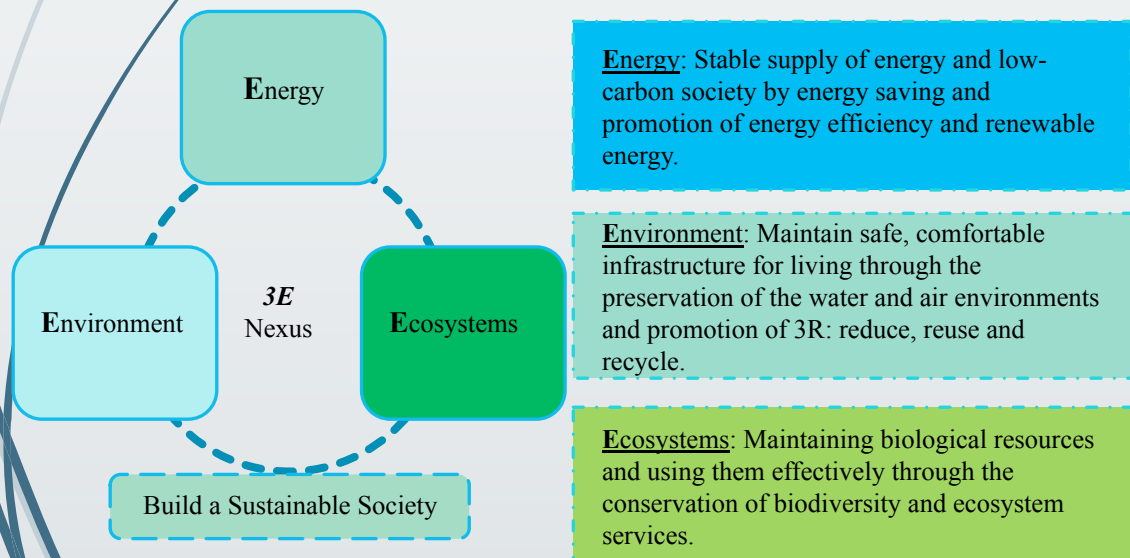 Energy
Environment
3E
Nexus
Ecosystems
Build a Sustainable Society
Energy: Stable supply of energy and low-
carbon society by energy saving and
promotion of energy efficiency and renewable
energy.
Environment: Maintain safe, comfortable
infrastructure for living through the
preservation of the water and air environments
and promotion of 3R: reduce, reuse and
recycle.
Ecosystems: Maintaining biological resources
and using them effectively through the
conservation of biodiversity and ecosystem
services.